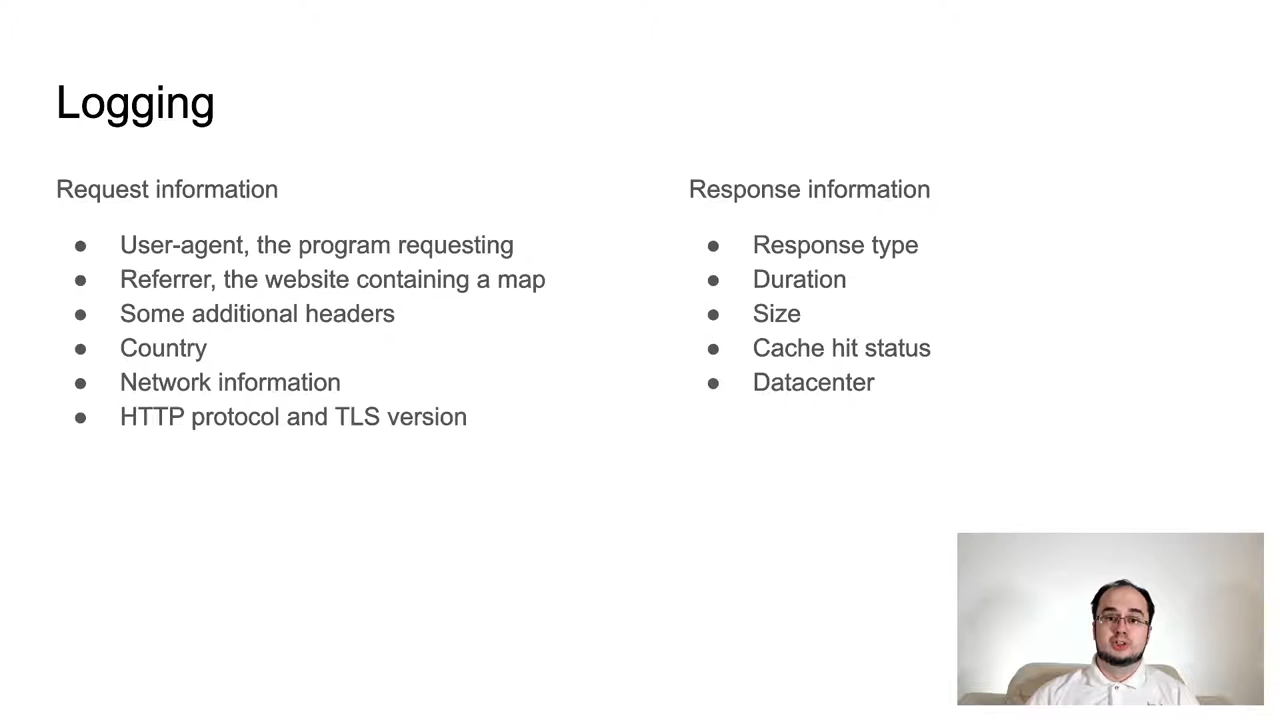 Logging
Request information
● User-agent, the program requesting
● Referrer, the website containing a map
● Some additional headers
● Country
● Network information
● HTTP protocol and TLS version
Response information
● Response type
● Duration
● Size
● Cache hit status
● Datacenter